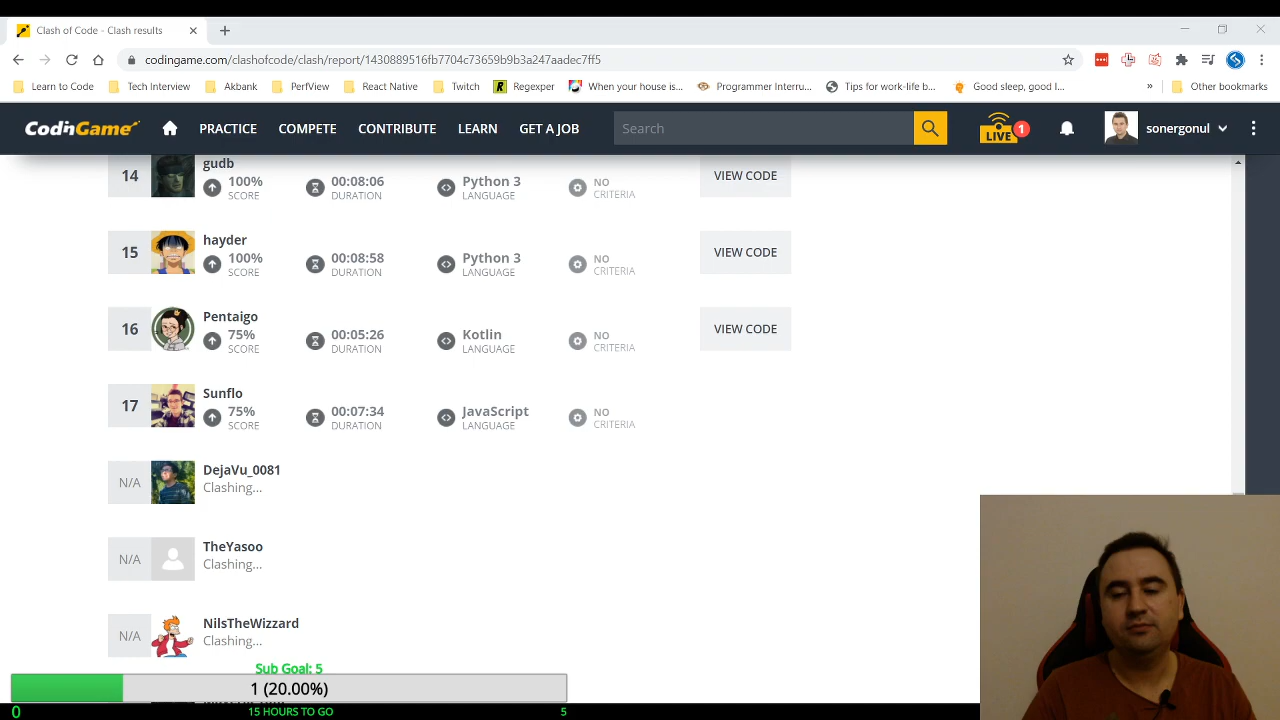 Clash of Code - Clash results
codingame.com/clashofcode/clash/report/1430809516fb7704c73659b9b3a247aadec7ff5
Learn to Code Tech Interview Akbank PerfView React Native Twitch Regexper When your house is... Programmer Interru... Tips for work-life b... Good sleep, good l... » Other bookmarks
CodinGame PRACTICE COMPETE CONTRIBUTE LEARN GET A JOB Search LIVE 1 sonergonul
gudb
14 100% 00:08:06 Python 3 NO VIEW CODE
SCORE DURATION LANGUAGE CRITERIA
hayder
15 100% 00:08:58 Python 3 NO VIEW CODE
SCORE DURATION LANGUAGE CRITERIA
Pentaigo
16 75% 00:05:26 Kotlin NO VIEW CODE
SCORE DURATION LANGUAGE CRITERIA
Sunflo
17 75% 00:07:34 JavaScript NO
SCORE DURATION LANGUAGE CRITERIA
DejaVu_0081
N/A Clashing...
TheYasoo
N/A Clashing...
NilsTheWizzard
N/A Clashing...
Sub Goal: 5
1 (20.00%)
0 15 HOURS TO GO 5